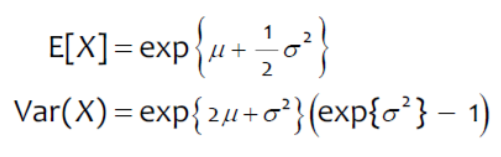 E[X] = exp{μ + 1/2 σ²}
Var(X) = exp{2μ+σ²}(exp{σ²} − 1)